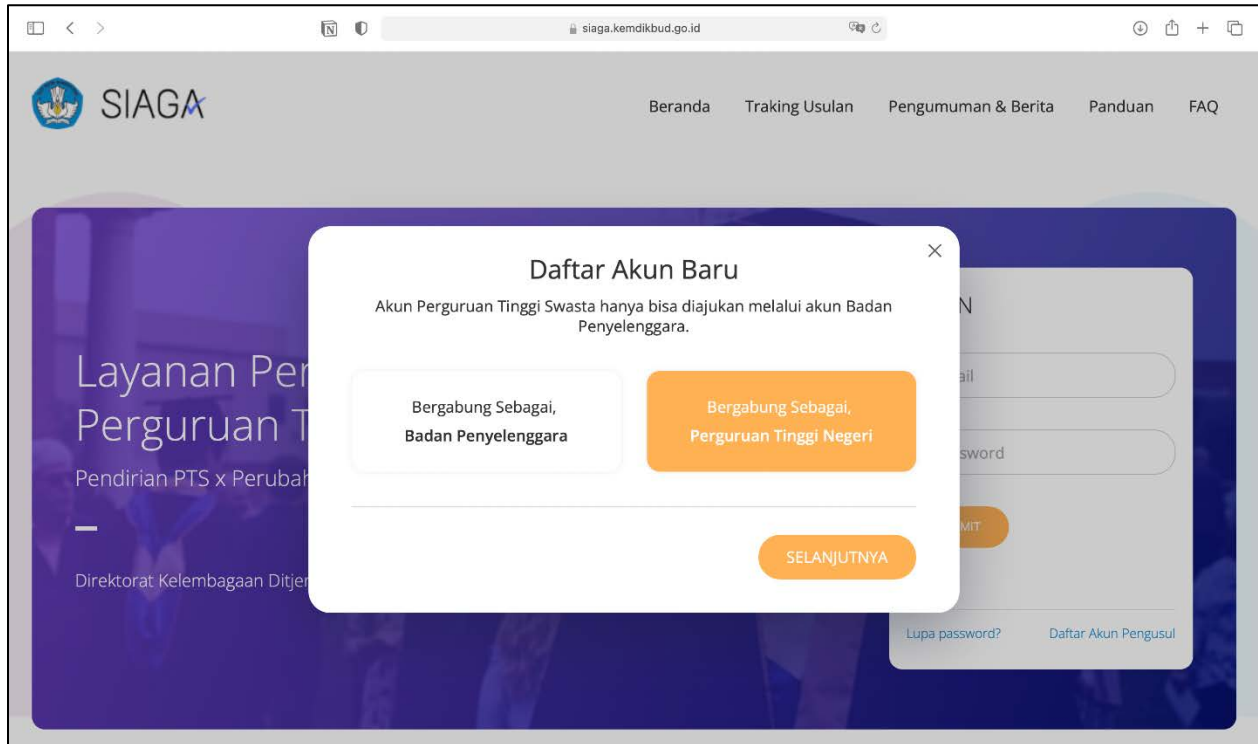 siaga.kemdikbud.go.id
SIAGA
Beranda Traking Usulan Pengumuman & Berita Panduan FAQ
Daftar Akun Baru
Akun Perguruan Tinggi Swasta hanya bisa diajukan melalui akun Badan
Penyelenggara.
Bergabung Sebagai,
Badan Penyelenggara
Bergabung Sebagai,
Perguruan Tinggi Negeri
SELANJUTNYA
Layanan Per
Perguruan T
Pendirian PTS x Perubah
Direktorat Kelembagaan Ditjen
N
ail
sword
MIT
Lupa password? Daftar Akun Pengusul